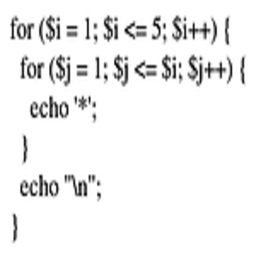 for ($i = 1; $i <= 5; $i++) {
for ($j = 1; $j <= $i; $j++) {
echo '*';
}
echo "\n";
}